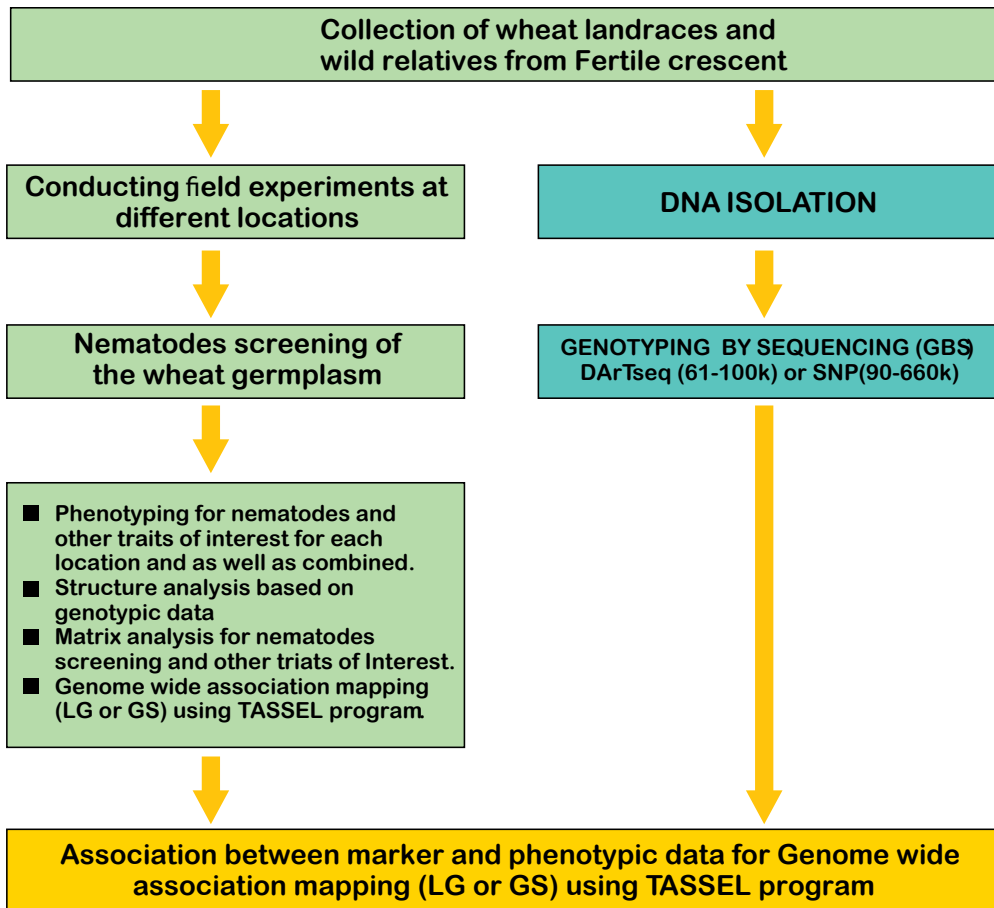 Collection of wheat landraces and
wild relatives from Fertile crescent
Conducting field experiments at
different locations
DNA ISOLATION
Nematodes screening of
the wheat germplasm
GENOTYPING BY SEQUENCING (GBS)
DArTseq (61-100k) or SNP(90-660k)
■ Phenotyping for nematodes and
other traits of interest for each
location and as well as combined.
■ Structure analysis based on
genotypic data
■ Matrix analysis for nematodes
screening and other triats of Interest.
■ Genome wide association mapping
(LG or GS) using TASSEL program.
Association between marker and phenotypic data for Genome wide
association mapping (LG or GS) using TASSEL program